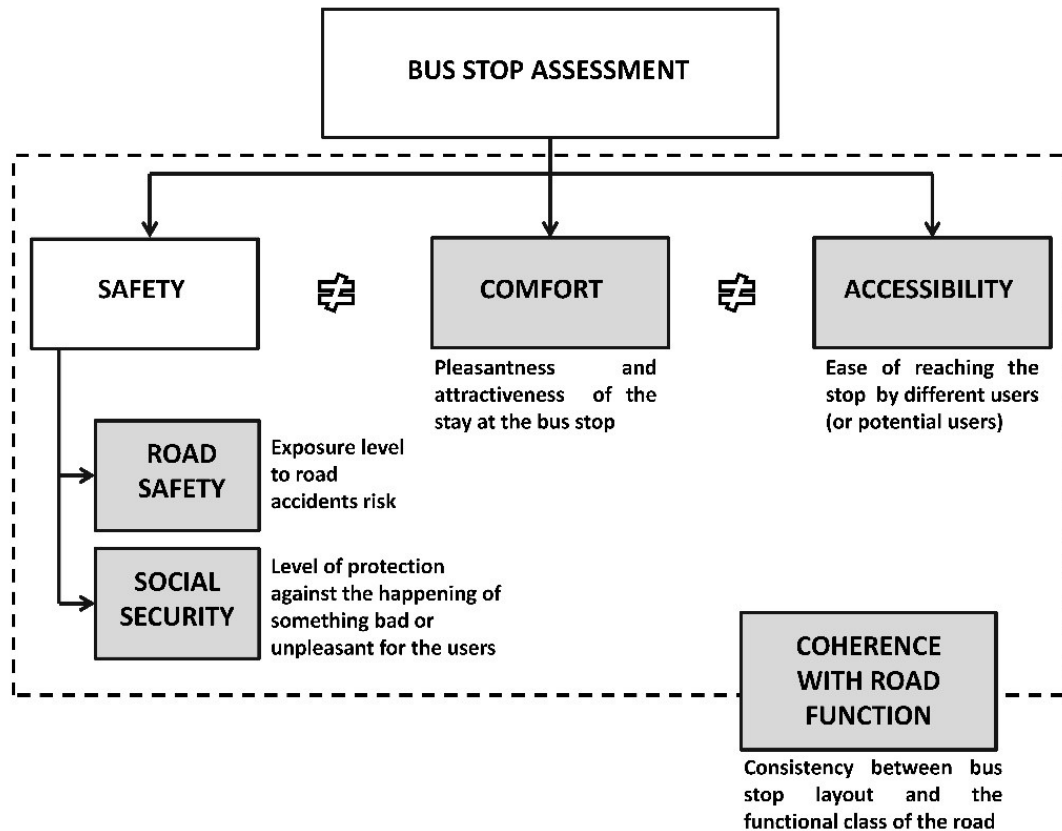 BUS STOP ASSESSMENT
SAFETY
≠
COMFORT
≠
ACCESSIBILITY
Pleasantness and
attractiveness of the
stay at the bus stop
Ease of reaching the
stop by different users
(or potential users)
ROAD
SAFETY
Exposure level
to road
accidents risk
SOCIAL
SECURITY
Level of protection
against the happening of
something bad or
unpleasant for the users
COHERENCE
WITH ROAD
FUNCTION
Consistency between bus
stop layout and the
functional class of the road